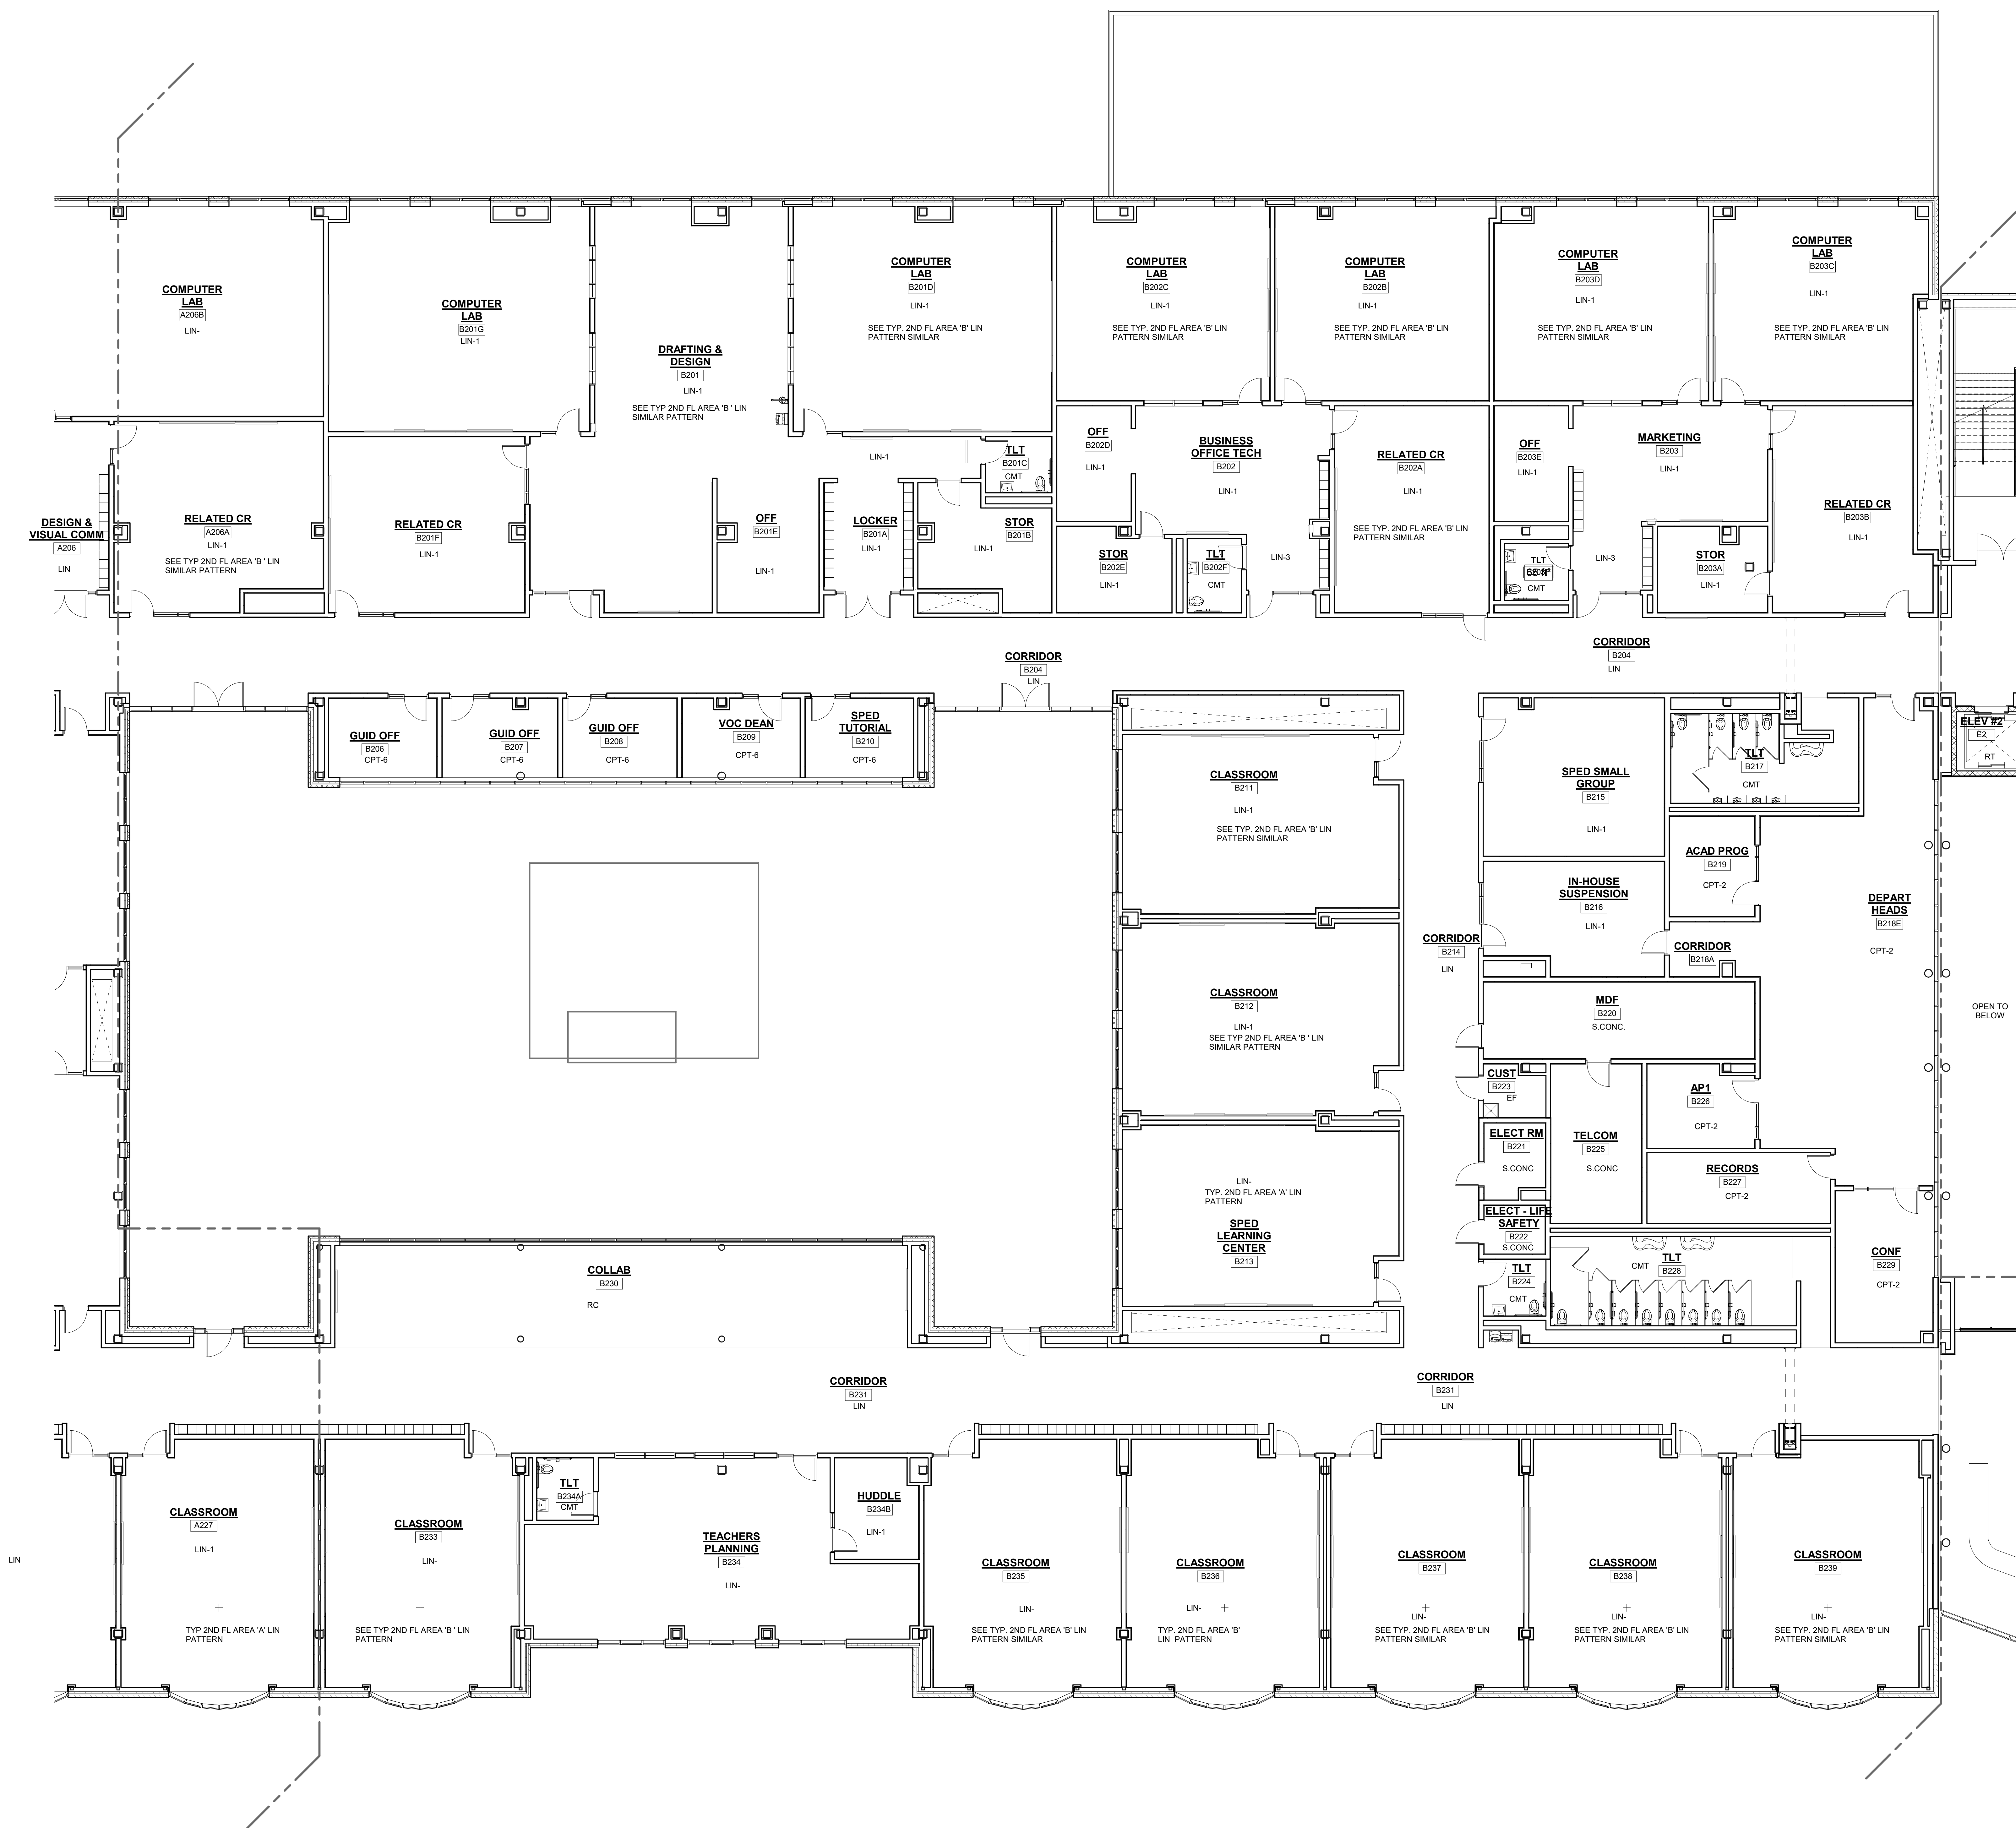 COMPUTER
LAB
A206B
LIN-
COMPUTER
LAB
B201G
LIN-1
DRAFTING &
DESIGN
B201
LIN-1
SEE TYP 2ND FL AREA 'B ' LIN
SIMILAR PATTERN
COMPUTER
LAB
B201D
LIN-1
SEE TYP. 2ND FL AREA 'B' LIN
PATTERN SIMILAR
COMPUTER
LAB
B202C
LIN-1
SEE TYP. 2ND FL AREA 'B' LIN
PATTERN SIMILAR
COMPUTER
LAB
B202B
LIN-1
SEE TYP. 2ND FL AREA 'B' LIN
PATTERN SIMILAR
COMPUTER
LAB
B203D
LIN-1
SEE TYP. 2ND FL AREA 'B' LIN
PATTERN SIMILAR
COMPUTER
LAB
B203C
LIN-1
SEE TYP. 2ND FL AREA 'B' LIN
PATTERN SIMILAR
DESIGN &
VISUAL COMM
A206
LIN
RELATED CR
A206A
LIN-1
SEE TYP 2ND FL AREA 'B ' LIN
SIMILAR PATTERN
RELATED CR
B201F
LIN-1
OFF
B201E
LIN-1
LIN-1
LOCKER
B201A
LIN-1
TLT
B201C
CMT
STOR
B201B
LIN-1
OFF
B202D
LIN-1
BUSINESS
OFFICE TECH
B202
LIN-1
STOR
B202E
LIN-1
TLT
B202F
CMT
LIN-3
RELATED CR
B202A
LIN-1
SEE TYP. 2ND FL AREA 'B' LIN
PATTERN SIMILAR
OFF
B203E
LIN-1
MARKETING
B203
LIN-1
TLT
65 ft²
CMT
LIN-3
STOR
B203A
LIN-1
RELATED CR
B203B
LIN-1
CORRIDOR
B204
LIN
CORRIDOR
B204
LIN
GUID OFF
B206
CPT-6
GUID OFF
B207
CPT-6
GUID OFF
B208
CPT-6
VOC DEAN
B209
CPT-6
SPED
TUTORIAL
B210
CPT-6
CLASSROOM
B211
LIN-1
SEE TYP. 2ND FL AREA 'B' LIN
PATTERN SIMILAR
SPED SMALL
GROUP
B215
LIN-1
TLT
B217
CMT
ELEV #2
E2
RT
ACAD PROG
B219
CPT-2
IN-HOUSE
SUSPENSION
B216
LIN-1
DEPART
HEADS
B218E
CPT-2
CORRIDOR
B214
LIN
CORRIDOR
B218A
CLASSROOM
B212
LIN-1
SEE TYP 2ND FL AREA 'B ' LIN
SIMILAR PATTERN
MDF
B220
S.CONC.
OPEN TO
BELOW
CUST
B223
EF
AP1
B226
CPT-2
ELECT RM
B221
S.CONC
TELCOM
B225
S.CONC
RECORDS
B227
CPT-2
LIN-
TYP. 2ND FL AREA 'A' LIN
PATTERN
SPED
LEARNING
CENTER
B213
ELECT - LIFE
SAFETY
B222
S.CONC
TLT
B224
CMT
CMT
TLT
B228
CONF
B229
CPT-2
COLLAB
B230
RC
CORRIDOR
B231
LIN
CORRIDOR
B231
LIN
LIN
CLASSROOM
A227
LIN-1
TYP 2ND FL AREA 'A' LIN
PATTERN
CLASSROOM
B233
LIN-
SEE TYP 2ND FL AREA 'B ' LIN
PATTERN
TLT
B234A
CMT
TEACHERS
PLANNING
B234
LIN-
HUDDLE
B234B
LIN-1
CLASSROOM
B235
LIN-
SEE TYP. 2ND FL AREA 'B' LIN
PATTERN SIMILAR
CLASSROOM
B236
LIN-
TYP. 2ND FL AREA 'B'
LIN PATTERN
CLASSROOM
B237
LIN-
SEE TYP. 2ND FL AREA 'B' LIN
PATTERN SIMILAR
CLASSROOM
B238
LIN-
SEE TYP. 2ND FL AREA 'B' LIN
PATTERN SIMILAR
CLASSROOM
B239
LIN-
SEE TYP. 2ND FL AREA 'B' LIN
PATTERN SIMILAR